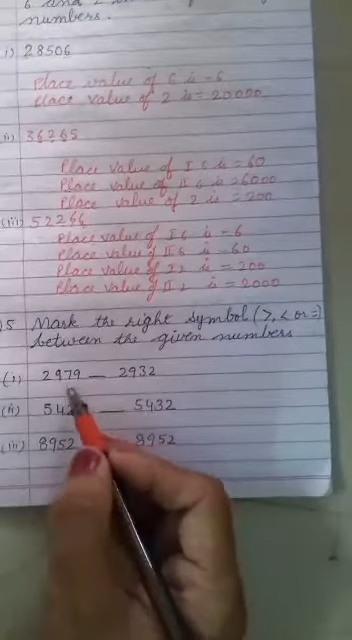 6 and 2 in
numbers.
i) 28506
Place value of 6 is = 6
Place value of 2 is = 20000
ii) 36265
Place value of I 6 is = 60
Place value of II 6 is = 6000
Place value of 2 is = 200
(iii) 52266
Place value of I 6 is - 6
Place value of II 6 is - 60
Place value of I 2 is = 200
Place value of II 2 is = 2000
5 Mark the right symbol (>, < or =)
between the given numbers
(i) 2979 — 2932
(ii) — 5432
(iii) 8952 9952